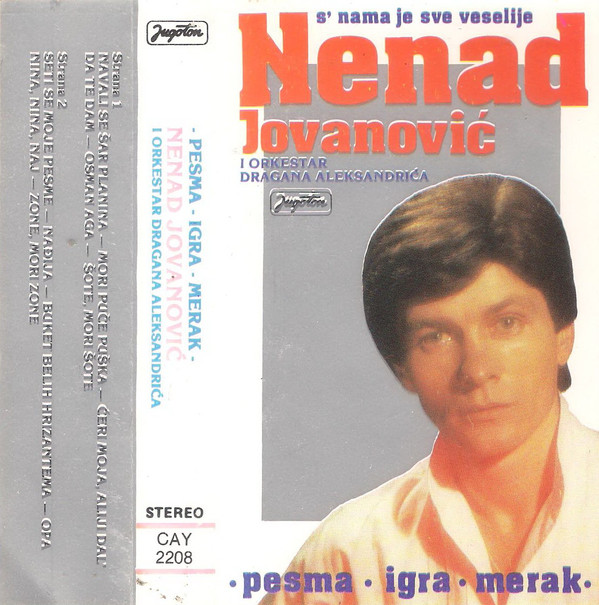 Strana 1
NAVALI SE ŠAR PLANINA — MORI PUČE PUŠKA — ĆERI MOJA, ALI NJI DAL'
DA TE DAM — OSMAN AGA — ŠOTE, MORI ŠOTE
Strana 2
SETI SE MOJE PESME — NADIJA — BUKET BELIH HRIZANTEMA — OPA
NINA, NINA, NAJ — ZONE, MORI ZONE
Jugoton
- PESMA - IGRA - MERAK -
NENAD JOVANOVIĆ
I ORKESTAR DRAGANA ALEKSANDRIĆA
STEREO
CAY
2208
s' nama je sve veselije
Nenad
Jovanović
I ORKESTAR
DRAGANA ALEKSANDRIĆA
Jugoton
• pesma • igra • merak •